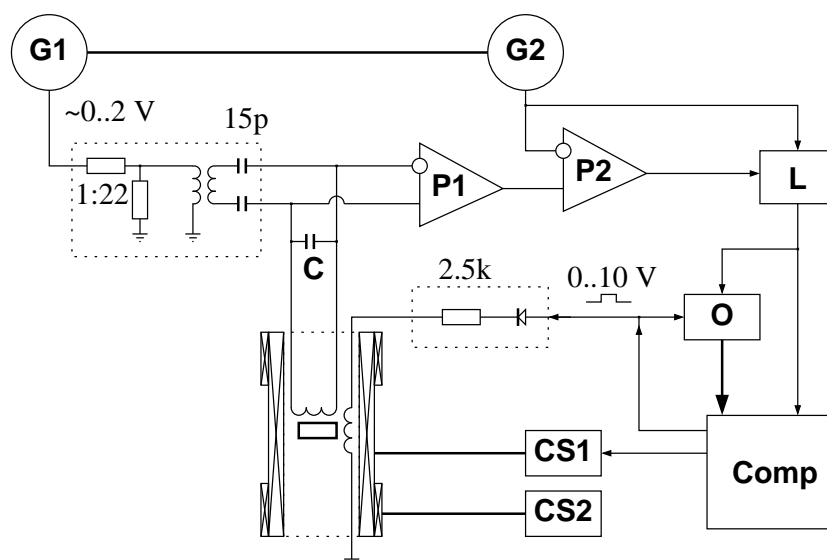 G1
G2
~0..2 V
15p
1:22
P1
P2
L
C
2.5k
0..10 V
O
CS1
CS2
Comp